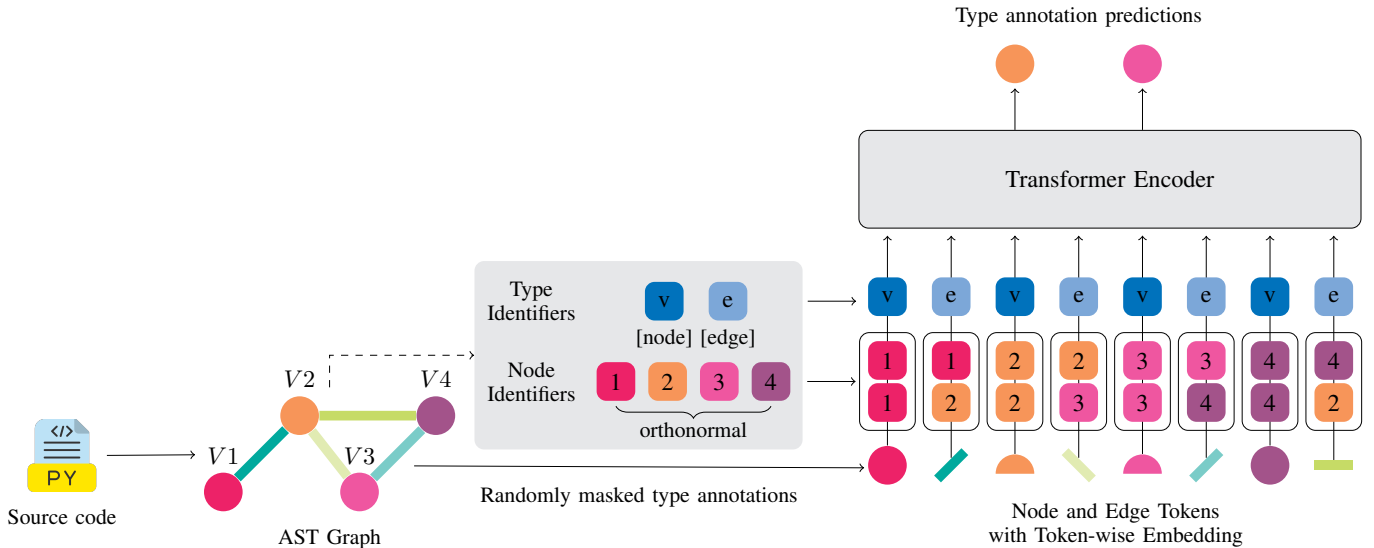 Type annotation predictions
Transformer Encoder
Type
Identifiers
v e
[node] [edge]
Node
Identifiers
1 2 3 4
orthonormal
v e v e v e v e
1 1 2 2 3 3 4 4
1 2 2 3 3 4 4 2
V2 V4
V1 V3
</>
PY
Source code
AST Graph
Randomly masked type annotations
Node and Edge Tokens
with Token-wise Embedding